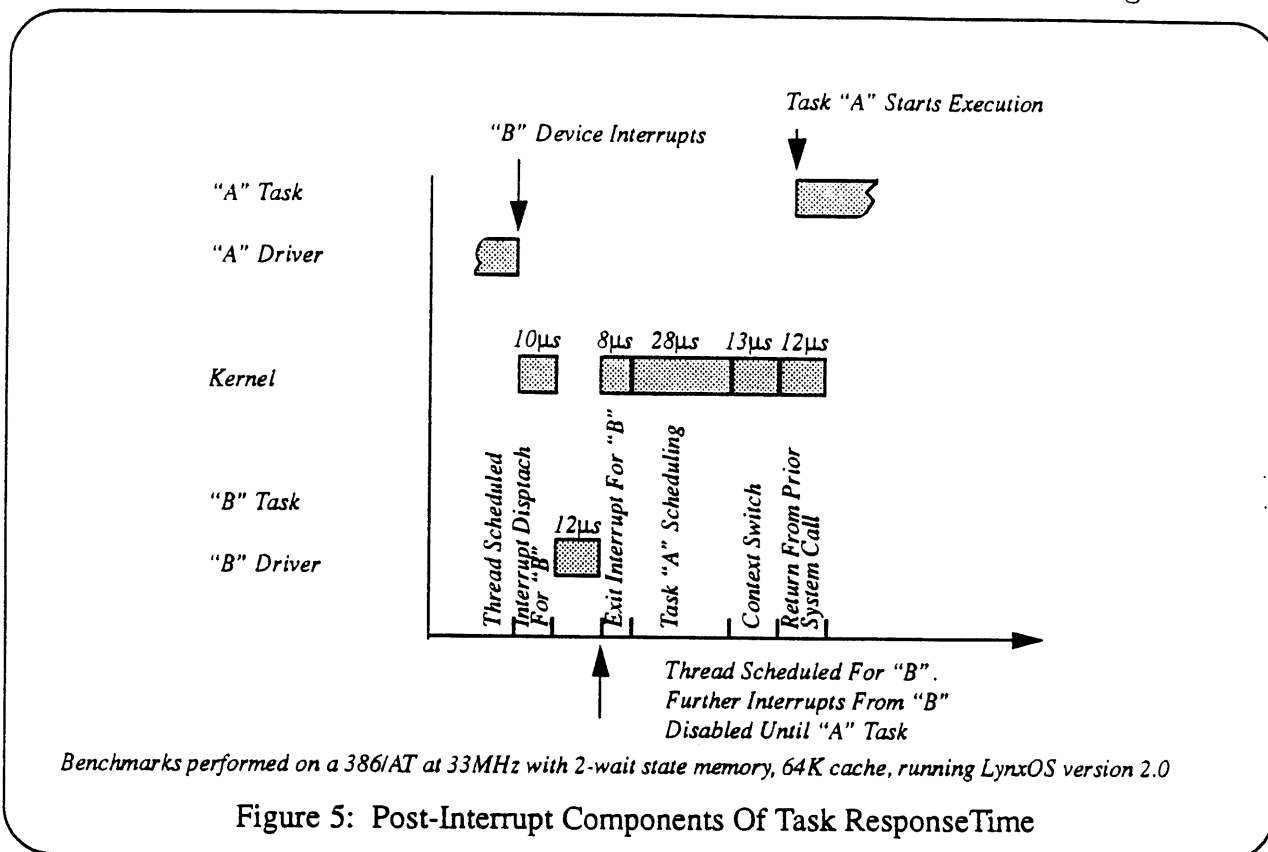 Task "A" Starts Execution
"B" Device Interrupts
"A" Task
"A" Driver
10µs 8µs 28µs 13µs 12µs
Kernel
"B" Task
12µs
"B" Driver
Thread Scheduled
Interrupt Disptach
For "B"
Exit Interrupt For "B"
Task "A" Scheduling
Context Switch
Return From Prior
System Call
Thread Scheduled For "B".
Further Interrupts From "B"
Disabled Until "A" Task
Benchmarks performed on a 386/AT at 33MHz with 2-wait state memory, 64K cache, running LynxOS version 2.0
Figure 5: Post-Interrupt Components Of Task ResponseTime